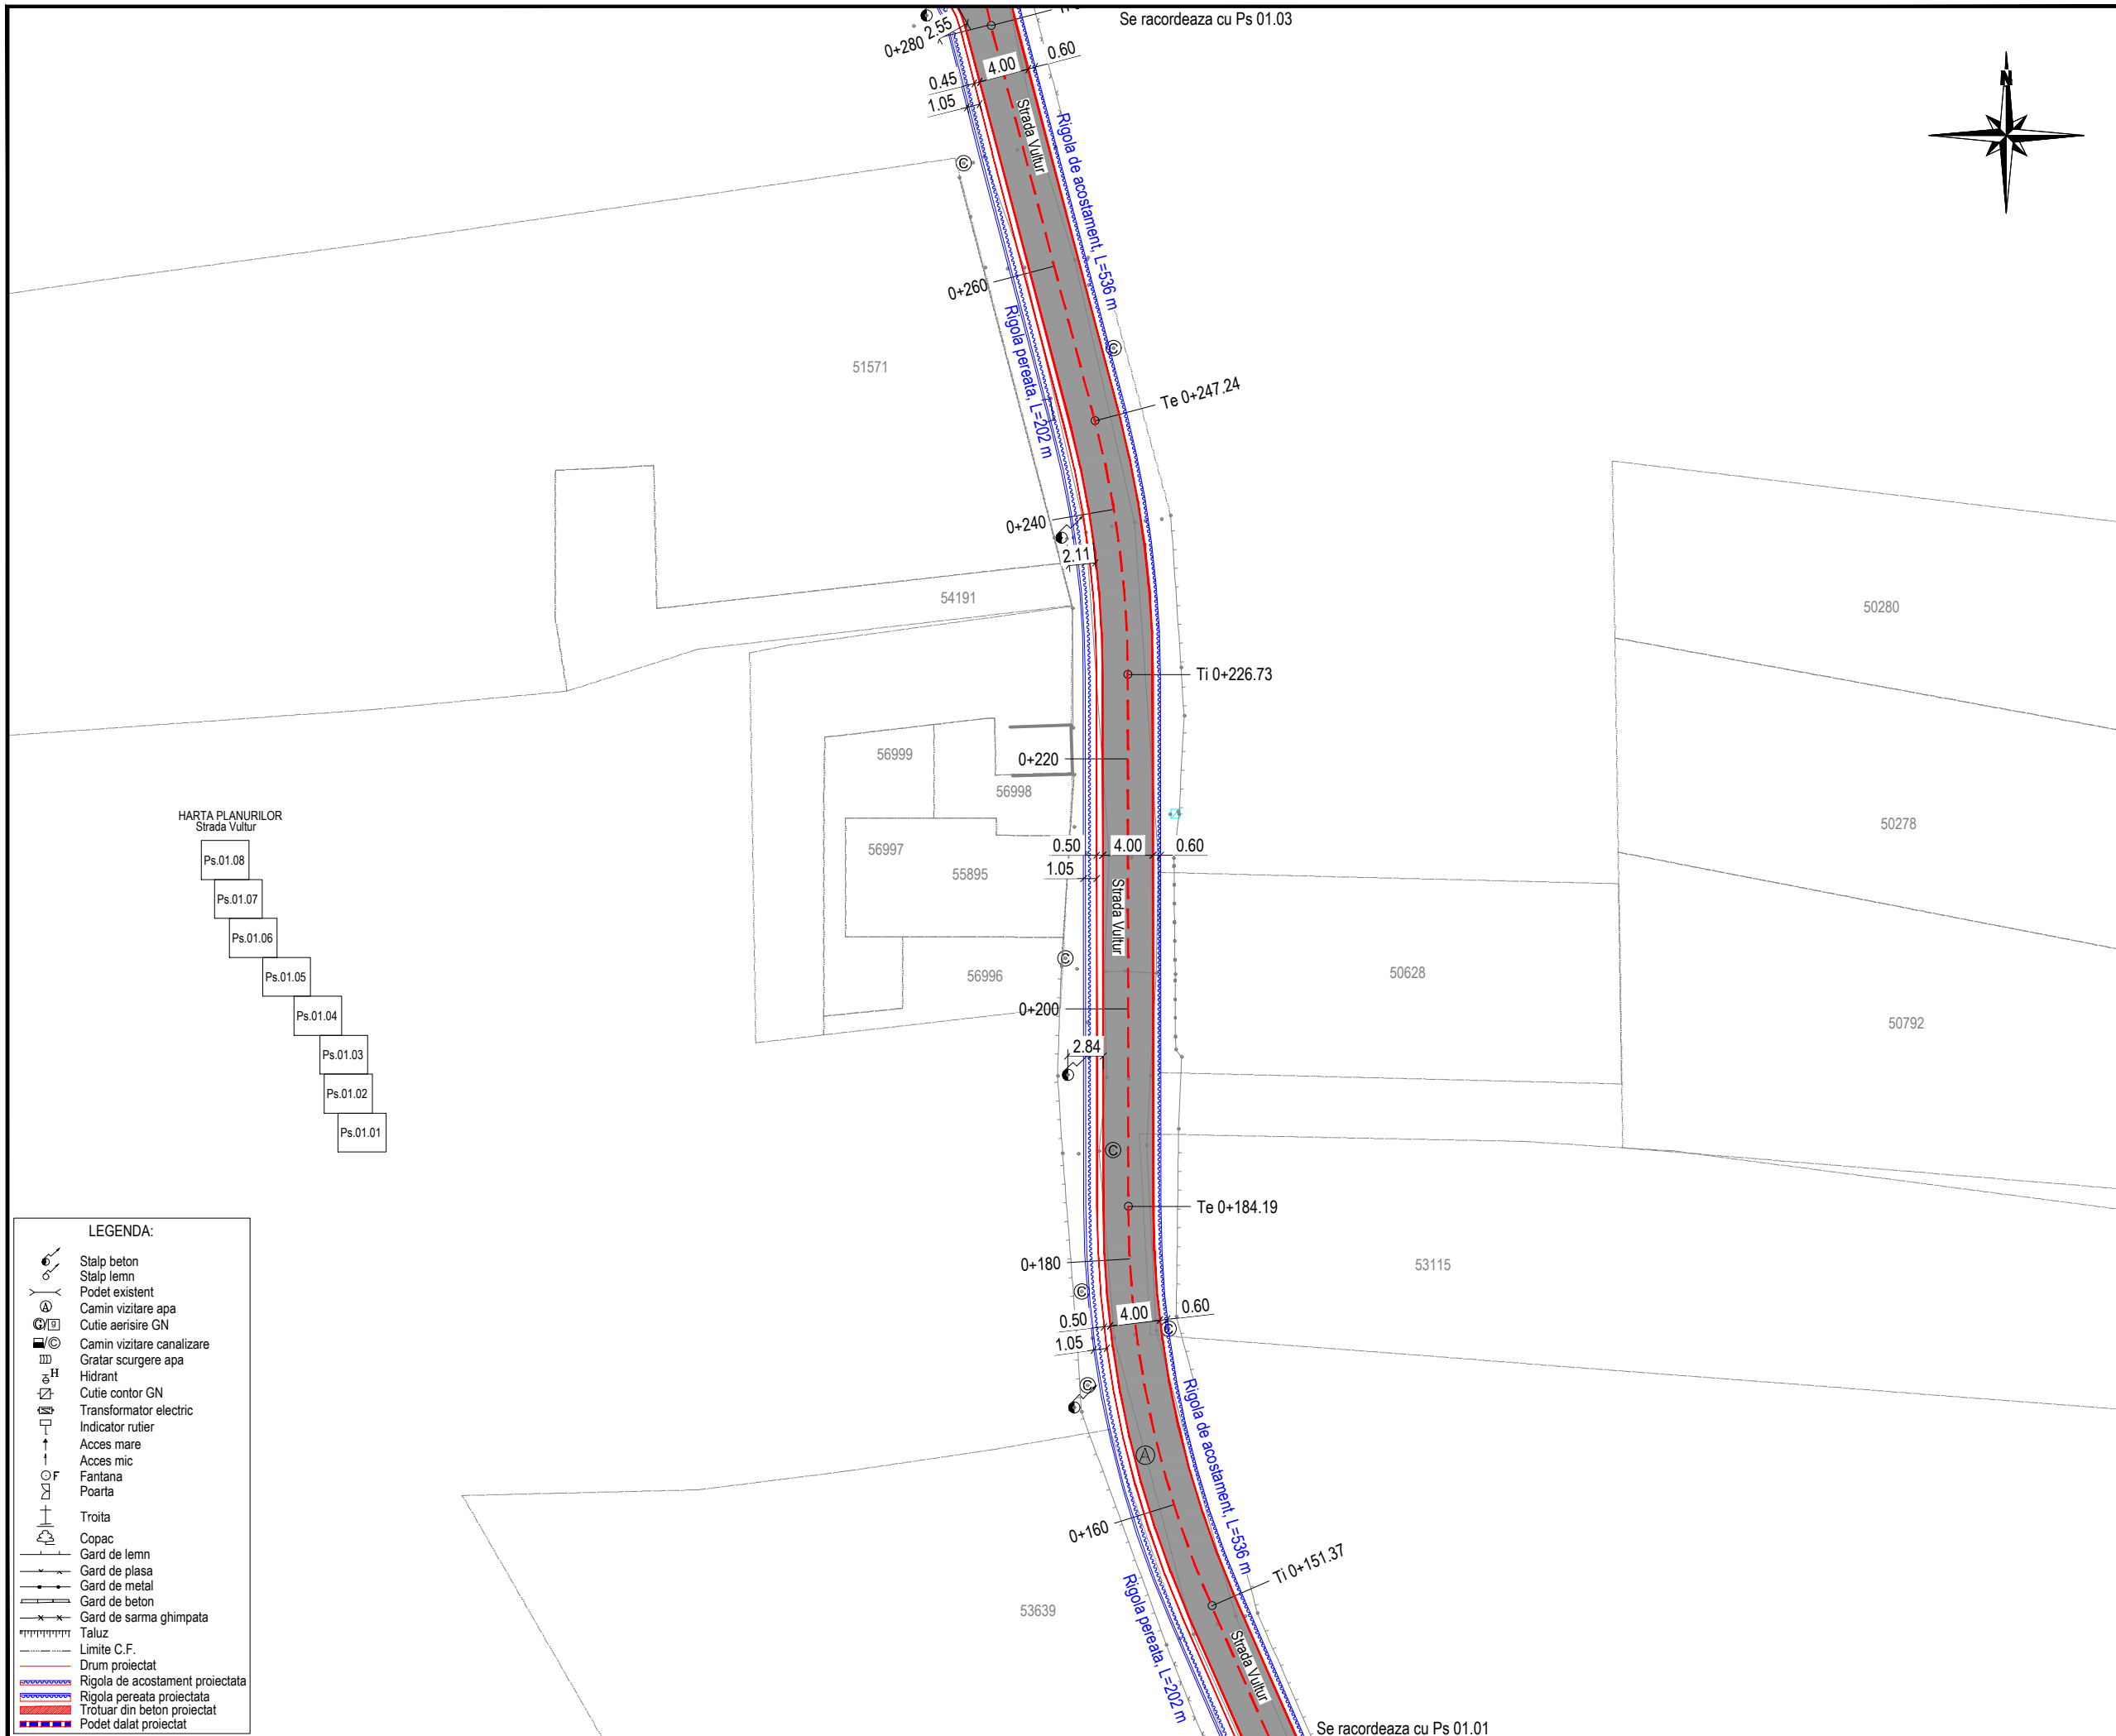 Se racordeaza cu Ps 01.03
0+280
2.55
4.00
0.60
0.45
1.05
N
Strada Vultur
Rigola de acostament, L=536 m
0+260
Rigola pereata, L=202 m
51571
Te 0+247.24
0+240
2.11
54191
50280
Ti 0+226.73
56999
0+220
56998
50278
HARTA PLANURILOR
Strada Vultur
Ps.01.08
Ps.01.07
Ps.01.06
Ps.01.05
Ps.01.04
Ps.01.03
Ps.01.02
Ps.01.01
56997
0.50
4.00
0.60
55895
1.05
Strada Vultur
C
56996
50628
0+200
50792
2.84
C
Te 0+184.19
0+180
53115
C
0.50
4.00
0.60
C
1.05
C
A
Rigola de acostament, L=536 m
0+160
Ti 0+151.37
Rigola pereata, L=202 m
53639
Strada Vultur
Se racordeaza cu Ps 01.01
LEGENDA:
Stalp beton
Stalp lemn
Podet existent
A Camin vizitare apa
G/g Cutie aerisire GN
/C Camin vizitare canalizare
Gratar scurgere apa
H Hidrant
Cutie contor GN
Transformator electric
Indicator rutier
Acces mare
Acces mic
F Fantana
Poarta
Troita
Copac
Gard de lemn
Gard de plasa
Gard de metal
Gard de beton
Gard de sarma ghimpata
Taluz
Limite C.F.
Drum proiectat
Rigola de acostament proiectata
Rigola pereata proiectata
Trotuar din beton proiectat
Podet dalat proiectat